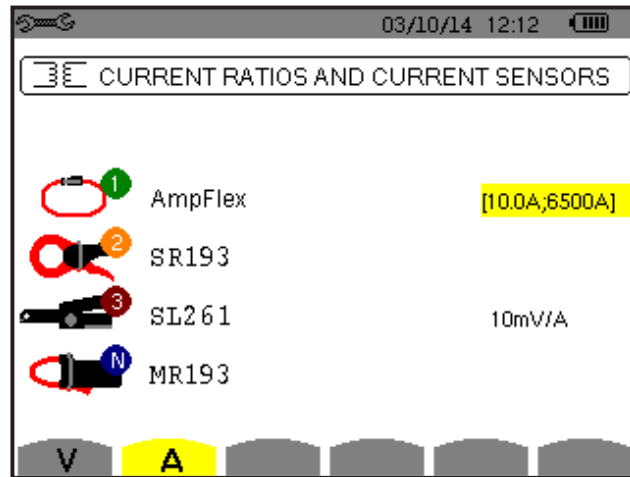 03/10/14 12:12
CURRENT RATIOS AND CURRENT SENSORS
1 AmpFlex [10.0A;6500A]
2 SR193
3 SL261 10mV/A
N MR193
V A